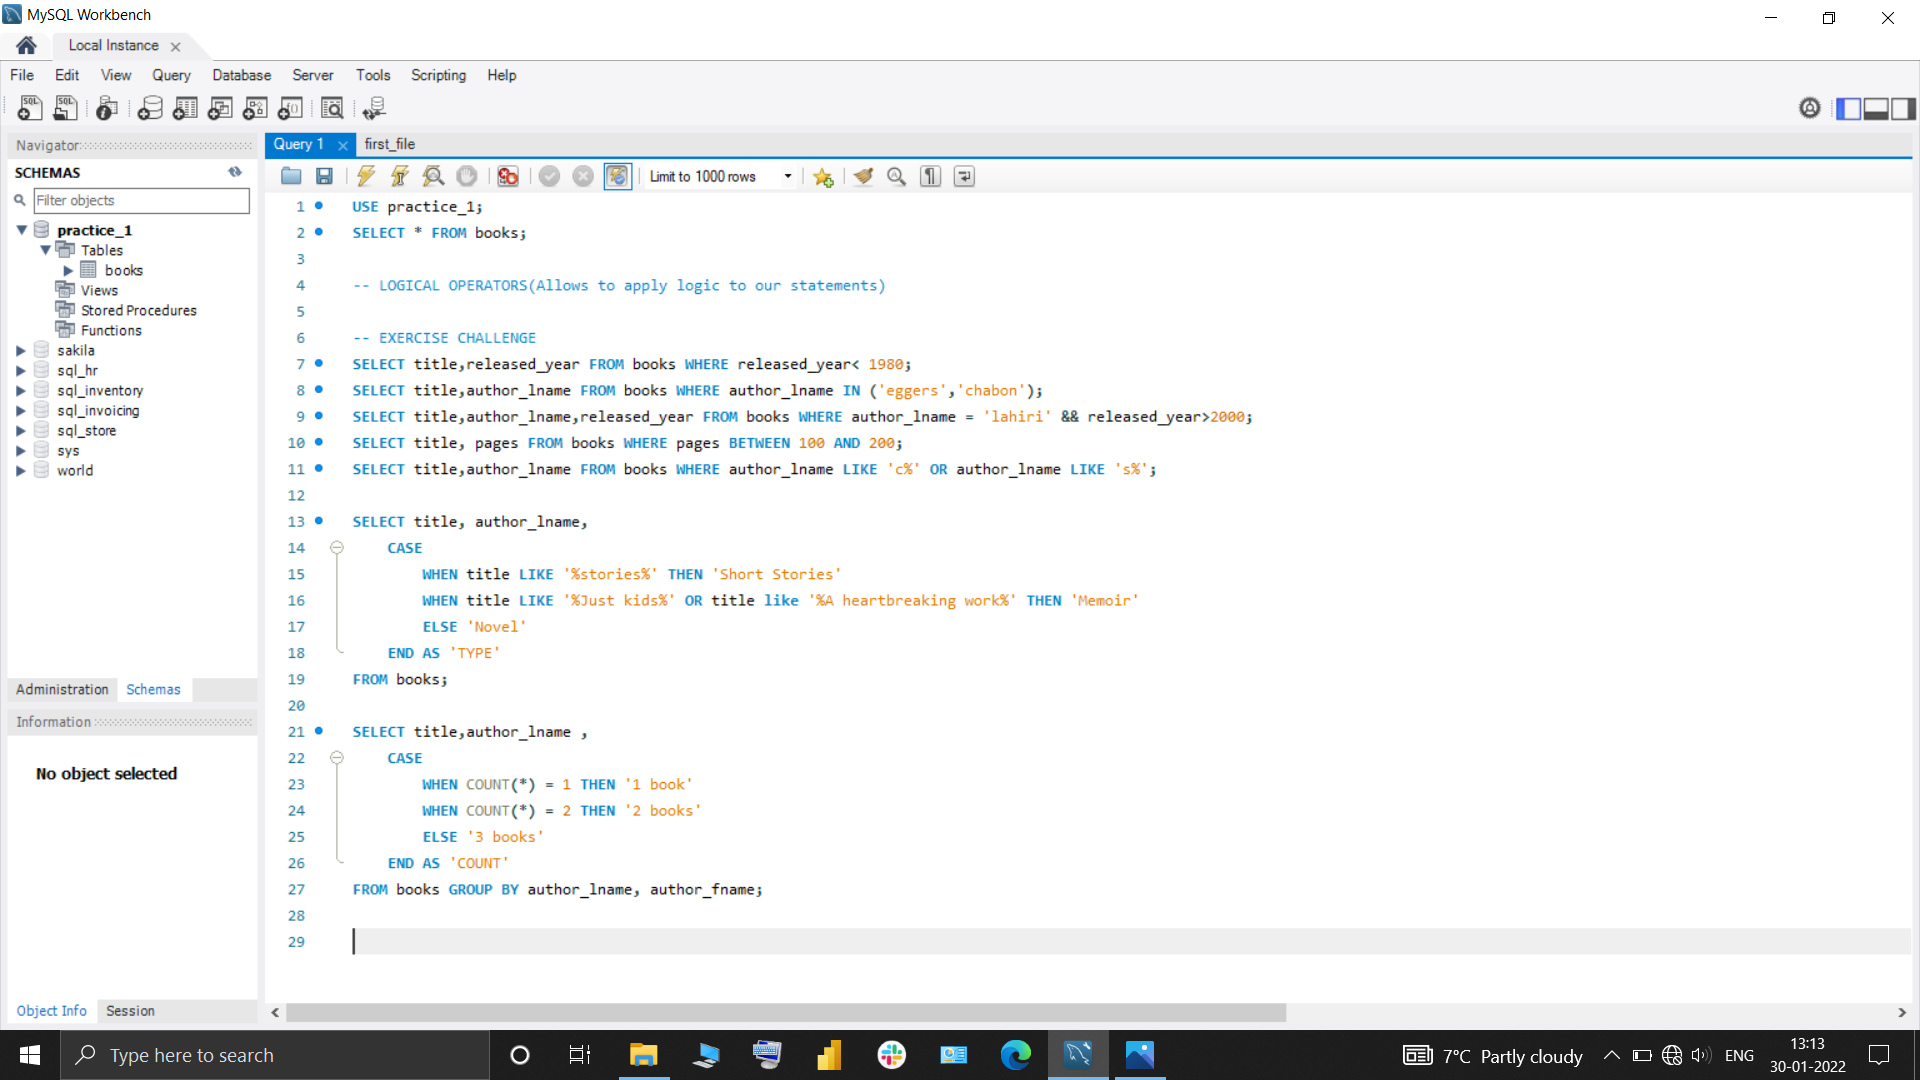 MySQL Workbench
Local Instance
File Edit View Query Database Server Tools Scripting Help
Navigator
SCHEMAS
Filter objects
practice_1
Tables
books
Views
Stored Procedures
Functions
sakila
sql_hr
sql_inventory
sql_invoicing
sql_store
sys
world
Administration Schemas
Information
No object selected
Object Info Session
Query 1 first_file
Limit to 1000 rows
1 USE practice_1;
2 SELECT * FROM books;
3
4 -- LOGICAL OPERATORS(Allows to apply logic to our statements)
5
6 -- EXERCISE CHALLENGE
7 SELECT title,released_year FROM books WHERE released_year< 1980;
8 SELECT title,author_lname FROM books WHERE author_lname IN ('eggers','chabon');
9 SELECT title,author_lname,released_year FROM books WHERE author_lname = 'lahiri' && released_year>2000;
10 SELECT title, pages FROM books WHERE pages BETWEEN 100 AND 200;
11 SELECT title,author_lname FROM books WHERE author_lname LIKE 'c%' OR author_lname LIKE 's%';
12
13 SELECT title, author_lname,
14 CASE
15 WHEN title LIKE '%stories%' THEN 'Short Stories'
16 WHEN title LIKE '%Just kids%' OR title like '%A heartbreaking work%' THEN 'Memoir'
17 ELSE 'Novel'
18 END AS 'TYPE'
19 FROM books;
20
21 SELECT title,author_lname ,
22 CASE
23 WHEN COUNT(*) = 1 THEN '1 book'
24 WHEN COUNT(*) = 2 THEN '2 books'
25 ELSE '3 books'
26 END AS 'COUNT'
27 FROM books GROUP BY author_lname, author_fname;
28
29
Type here to search
7°C Partly cloudy
ENG
13:13
30-01-2022